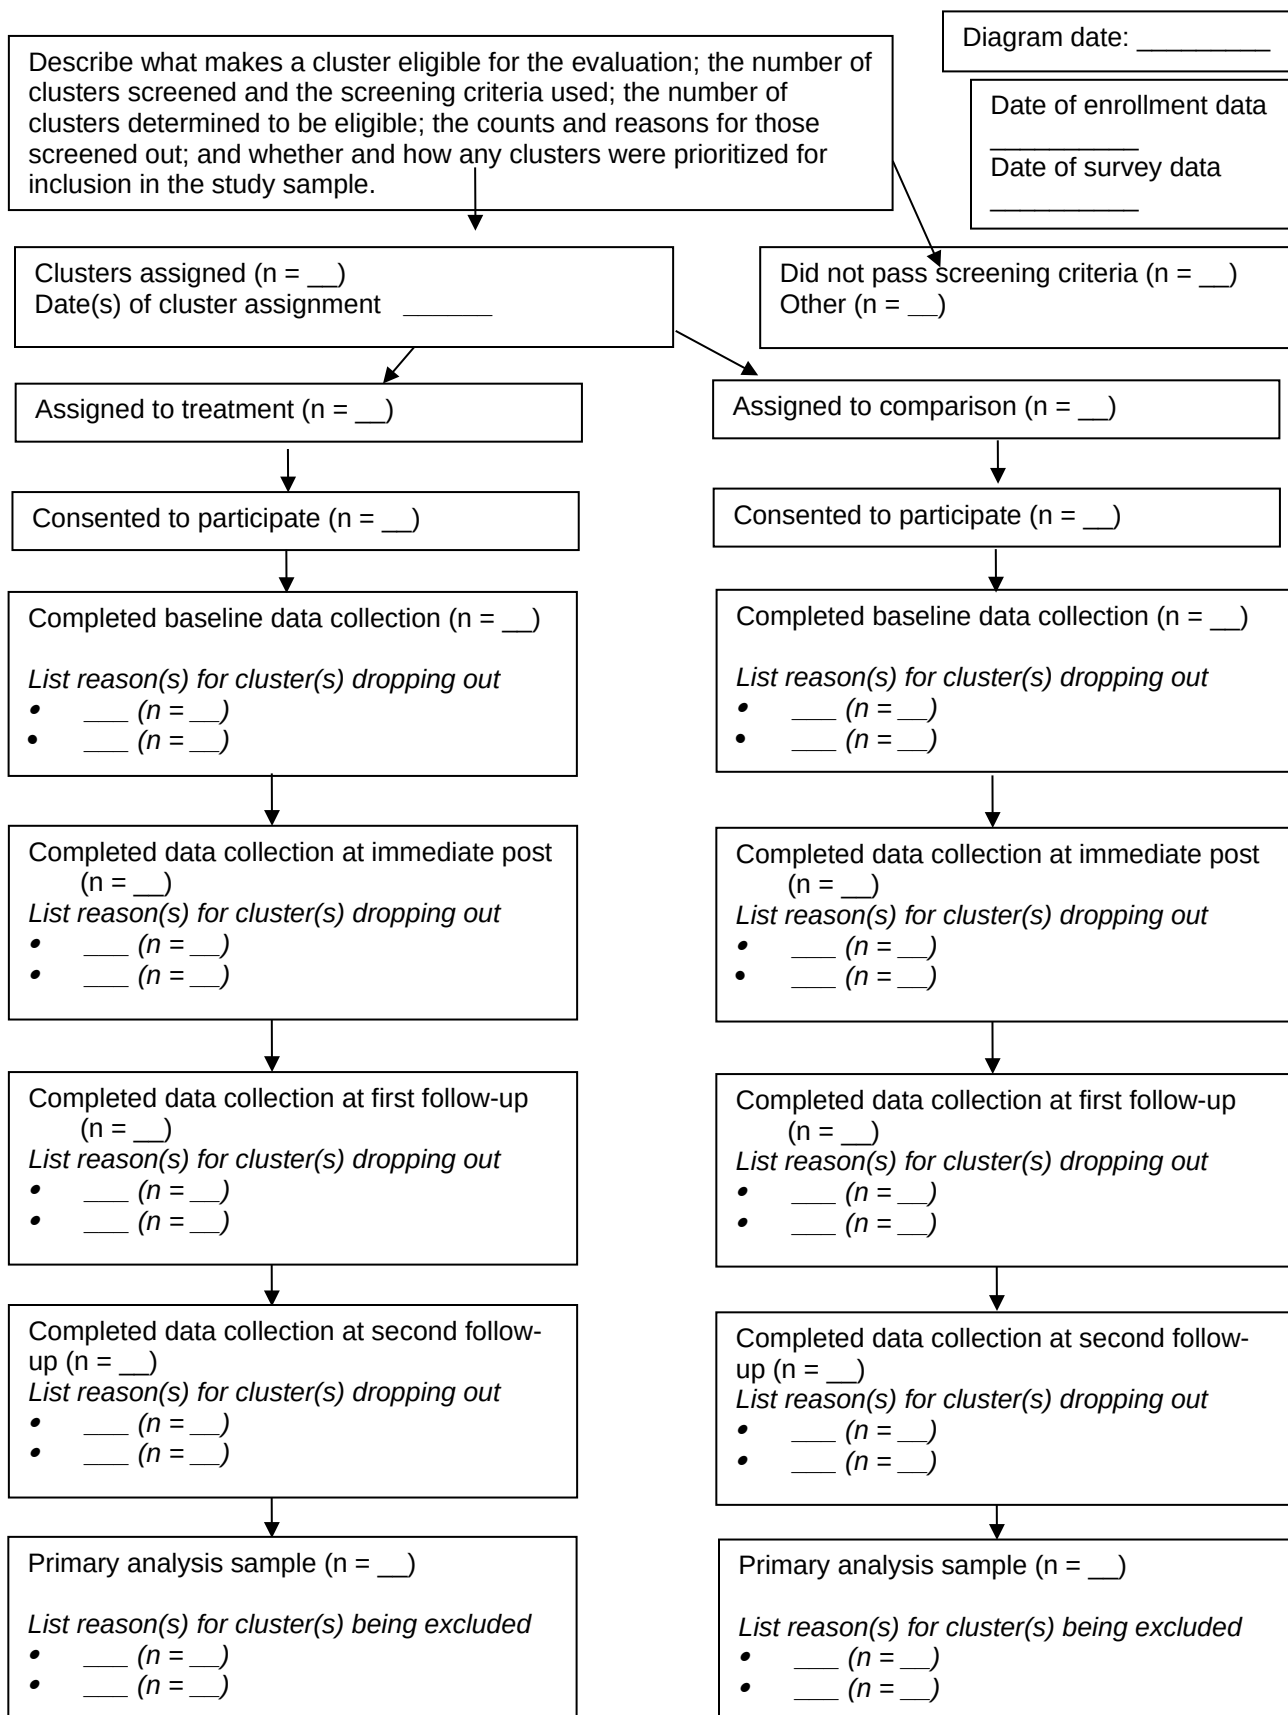 Diagram date: _________
Describe what makes a cluster eligible for the evaluation; the number of
clusters screened and the screening criteria used; the number of
clusters determined to be eligible; the counts and reasons for those
screened out; and whether and how any clusters were prioritized for
inclusion in the study sample.
Date of enrollment data
__________
Date of survey data
__________
Clusters assigned (n = __)
Date(s) of cluster assignment ______
Did not pass screening criteria (n = __)
Other (n = __)
Assigned to treatment (n = __)
Assigned to comparison (n = __)
Consented to participate (n = __)
Consented to participate (n = __)
Completed baseline data collection (n = __)
List reason(s) for cluster(s) dropping out
• ___ (n = __)
• ___ (n = __)
Completed baseline data collection (n = __)
List reason(s) for cluster(s) dropping out
• ___ (n = __)
• ___ (n = __)
Completed data collection at immediate post
(n = __)
List reason(s) for cluster(s) dropping out
• ___ (n = __)
• ___ (n = __)
Completed data collection at immediate post
(n = __)
List reason(s) for cluster(s) dropping out
• ___ (n = __)
• ___ (n = __)
Completed data collection at first follow-up
(n = __)
List reason(s) for cluster(s) dropping out
• ___ (n = __)
• ___ (n = __)
Completed data collection at first follow-up
(n = __)
List reason(s) for cluster(s) dropping out
• ___ (n = __)
• ___ (n = __)
Completed data collection at second follow-
up (n = __)
List reason(s) for cluster(s) dropping out
• ___ (n = __)
• ___ (n = __)
Completed data collection at second follow-
up (n = __)
List reason(s) for cluster(s) dropping out
• ___ (n = __)
• ___ (n = __)
Primary analysis sample (n = __)
List reason(s) for cluster(s) being excluded
• ___ (n = __)
• ___ (n = __)
Primary analysis sample (n = __)
List reason(s) for cluster(s) being excluded
• ___ (n = __)
• ___ (n = __)